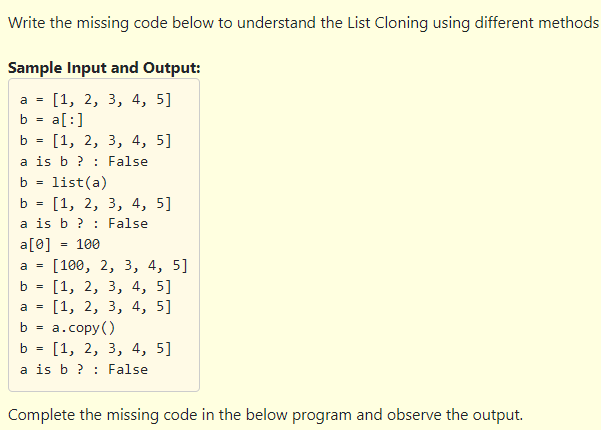 Write the missing code below to understand the List Cloning using different methods
Sample Input and Output:
a = [1, 2, 3, 4, 5]
b = a[:]
b = [1, 2, 3, 4, 5]
a is b ? : False
b = list(a)
b = [1, 2, 3, 4, 5]
a is b ? : False
a[0] = 100
a = [100, 2, 3, 4, 5]
b = [1, 2, 3, 4, 5]
a = [1, 2, 3, 4, 5]
b = a.copy()
b = [1, 2, 3, 4, 5]
a is b ? : False
Complete the missing code in the below program and observe the output.